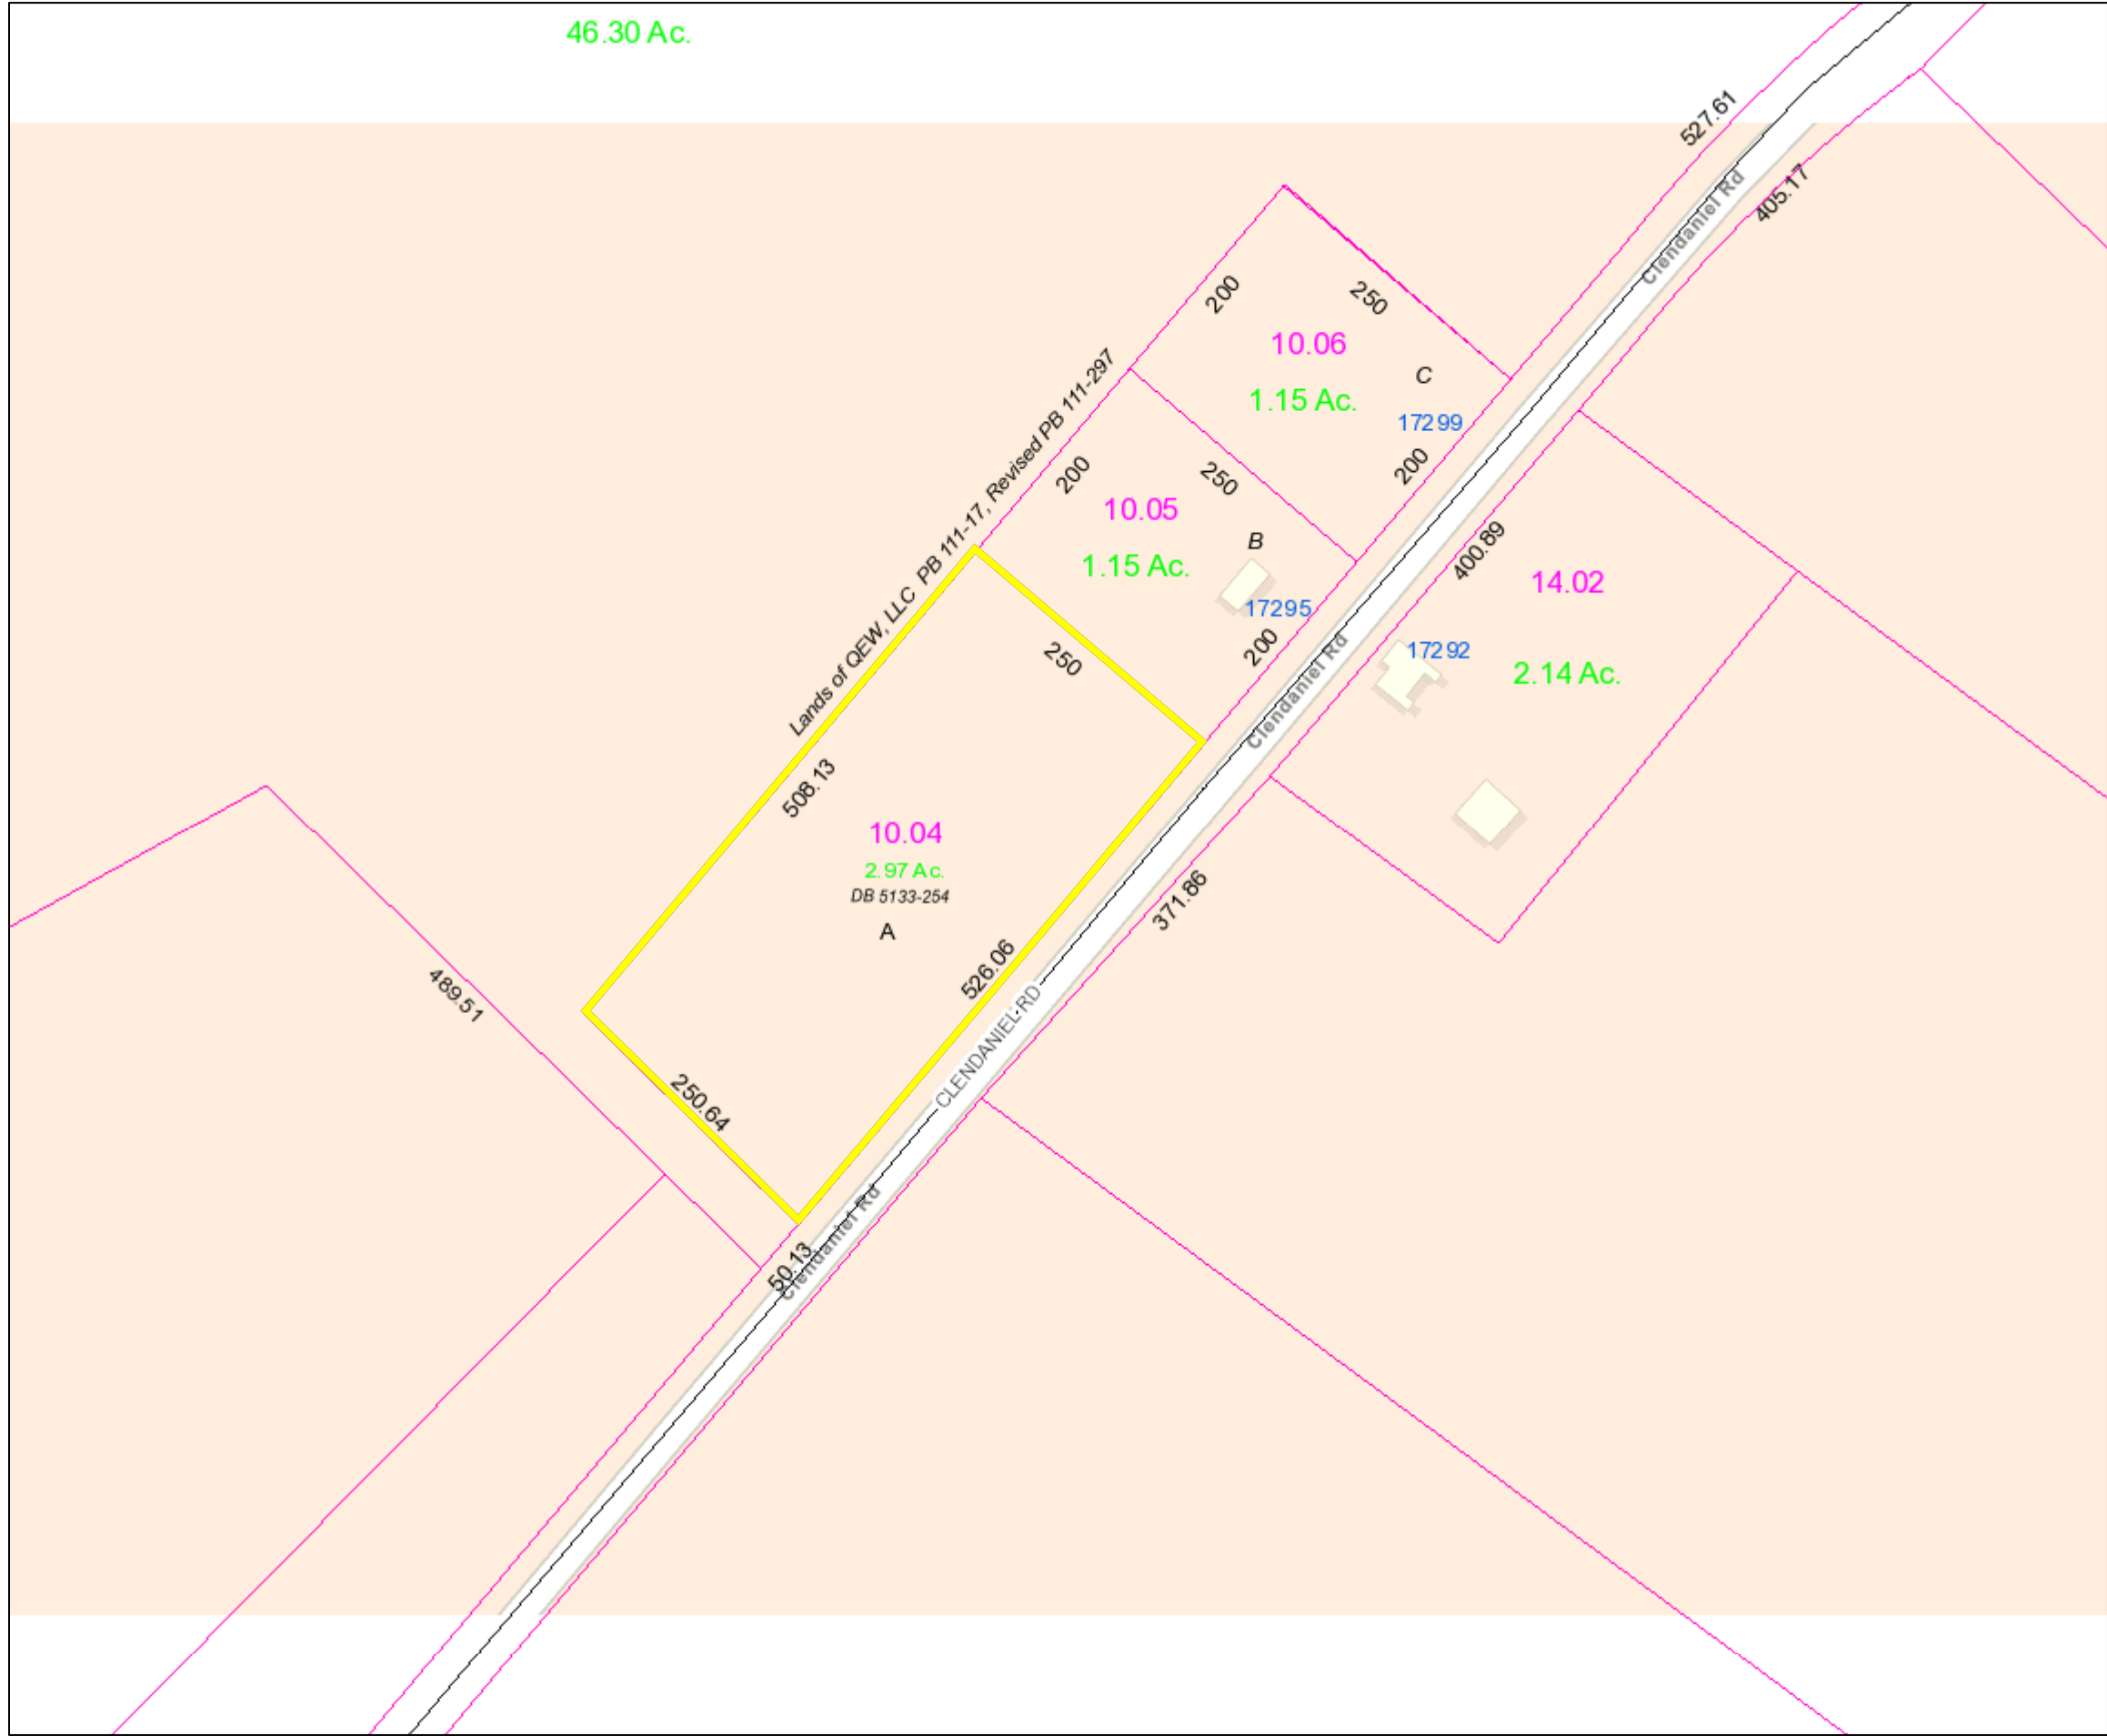 46.30 Ac.
527.61
405.17
Clendaniel Rd
200
250
10.06
C
1.15 Ac.
17299
200
Lands of QEW, LLC PB 111-17, Revised PB 111-297
200
250
10.05
B
1.15 Ac.
17295
200
400.89
14.02
17292
2.14 Ac.
Clendaniel Rd
250
508.13
10.04
2.97 Ac.
DB 5133-254
A
371.86
526.06
489.51
CLENDANIEL RD
250.64
Clendaniel Rd
50.13